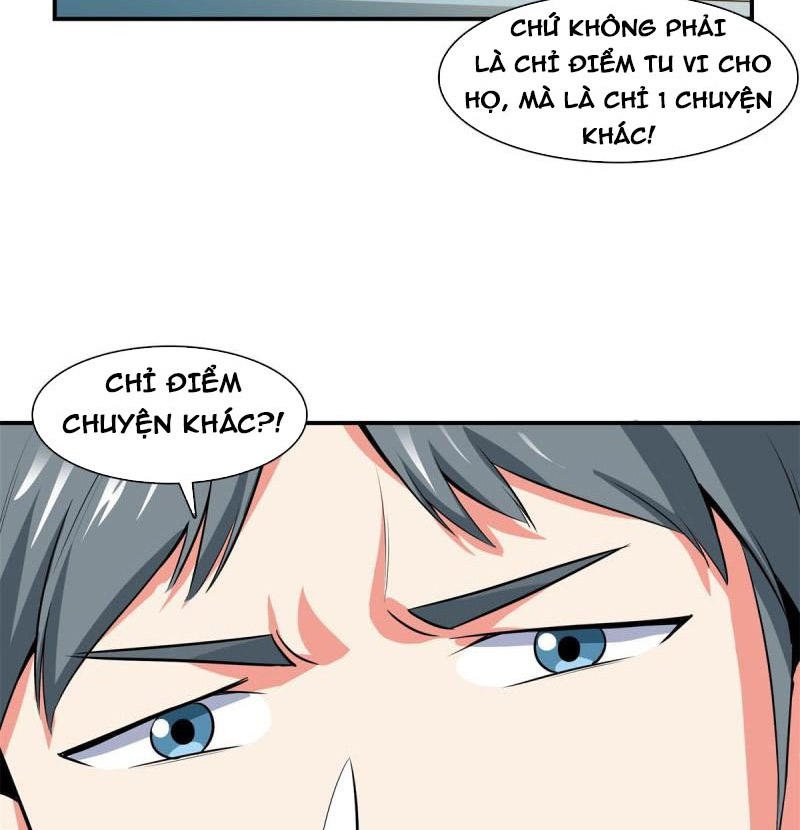 CHỨ KHÔNG PHẢI
LÀ CHỈ ĐIỂM TU VI CHO
HỌ, MÀ LÀ CHỈ 1 CHUYỆN
KHÁC!
CHỈ ĐIỂM
CHUYỆN KHÁC?!